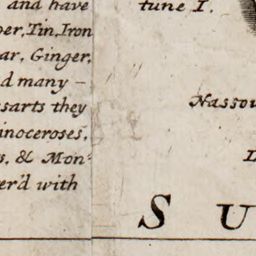 and have
per, Tin, Iron
ar, Ginger,
d many –
sarts they
inoceroses,
s, & Mon:
er'd with
tune I.
Nassou
S U